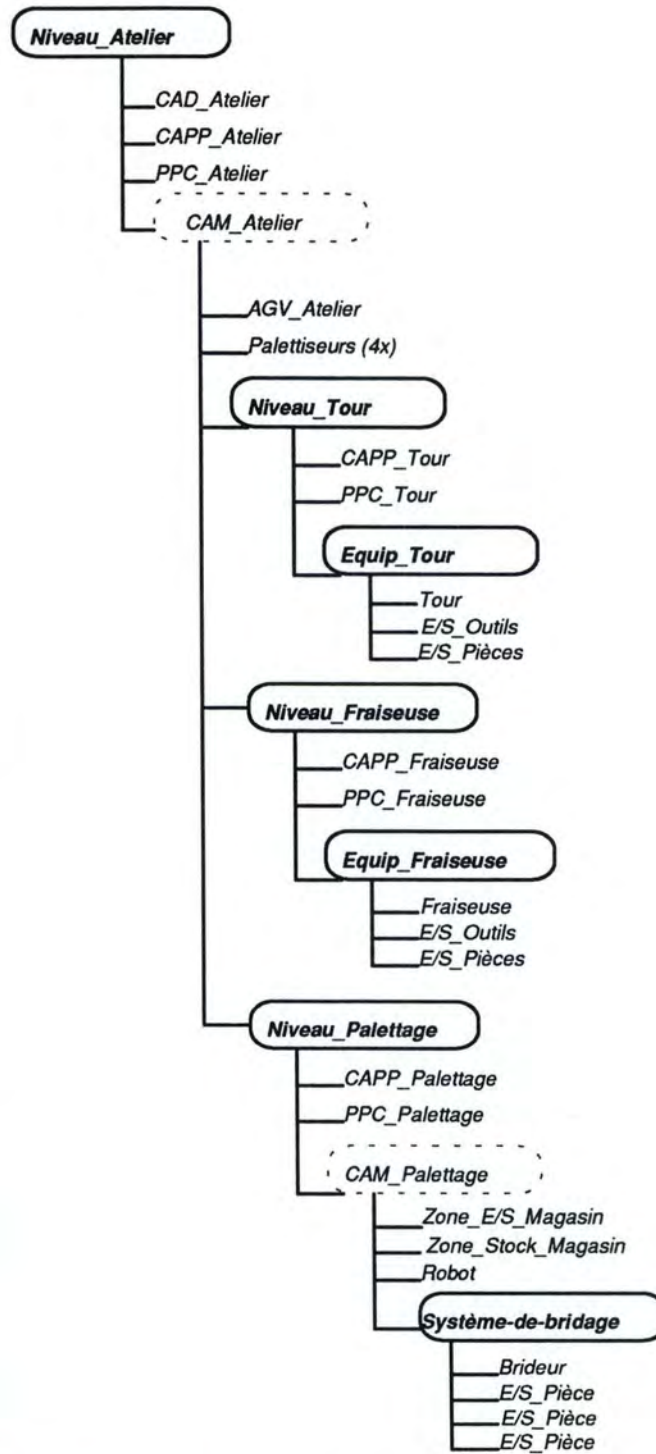 Niveau_Atelier
CAD_Atelier
CAPP_Atelier
PPC_Atelier
CAM_Atelier
AGV_Atelier
Palettiseurs (4x)
Niveau_Tour
CAPP_Tour
PPC_Tour
Equip_Tour
Tour
E/S_Outils
E/S_Pièces
Niveau_Fraiseuse
CAPP_Fraiseuse
PPC_Fraiseuse
Equip_Fraiseuse
Fraiseuse
E/S_Outils
E/S_Pièces
Niveau_Palettage
CAPP_Palettage
PPC_Palettage
CAM_Palettage
Zone_E/S_Magasin
Zone_Stock_Magasin
Robot
Système-de-bridage
Brideur
E/S_Pièce
E/S_Pièce
E/S_Pièce